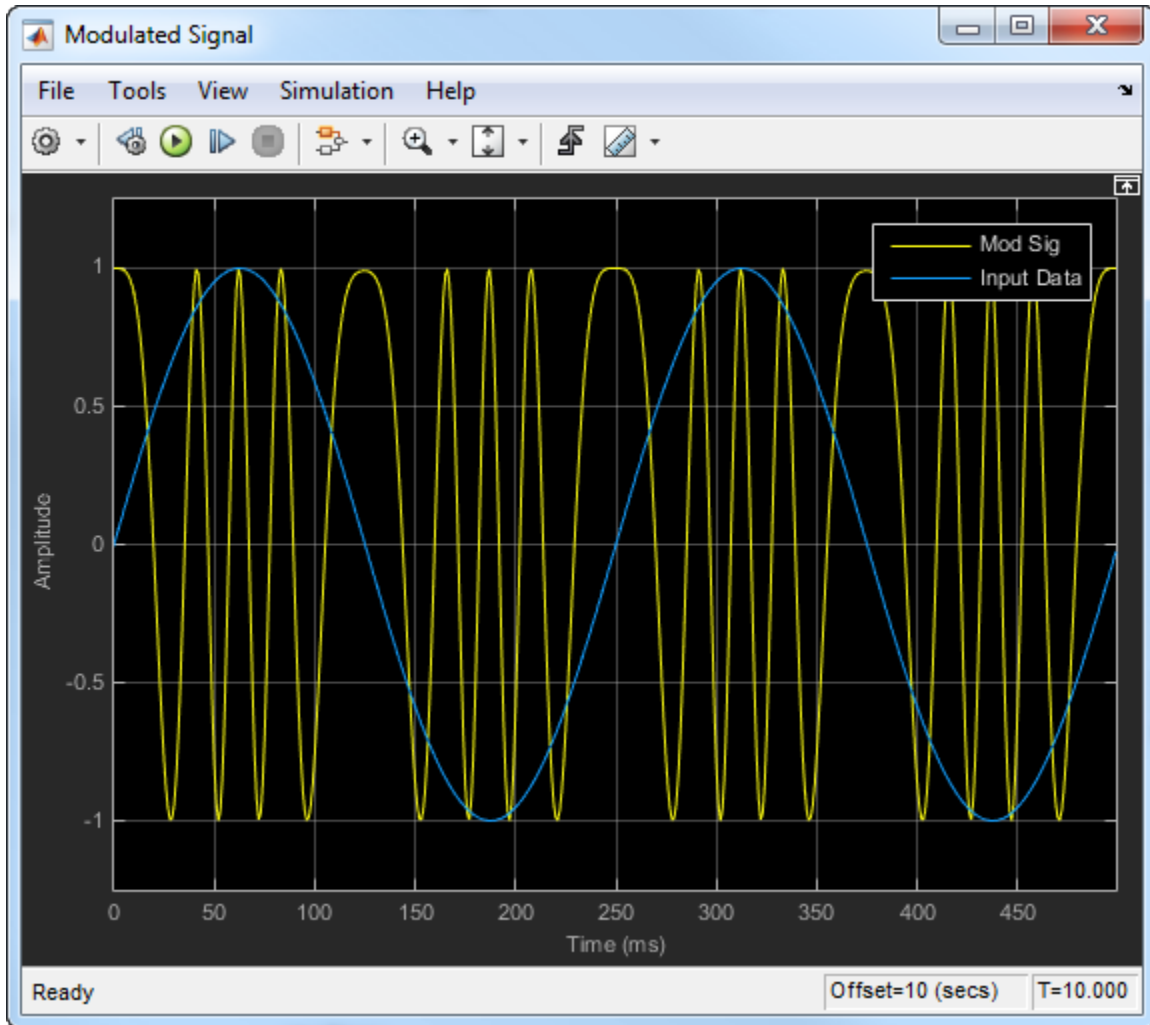 Modulated Signal
File Tools View Simulation Help
Mod Sig
Input Data
1
0.5
0
-0.5
-1
Amplitude
0 50 100 150 200 250 300 350 400 450
Time (ms)
Ready Offset=10 (secs) T=10.000